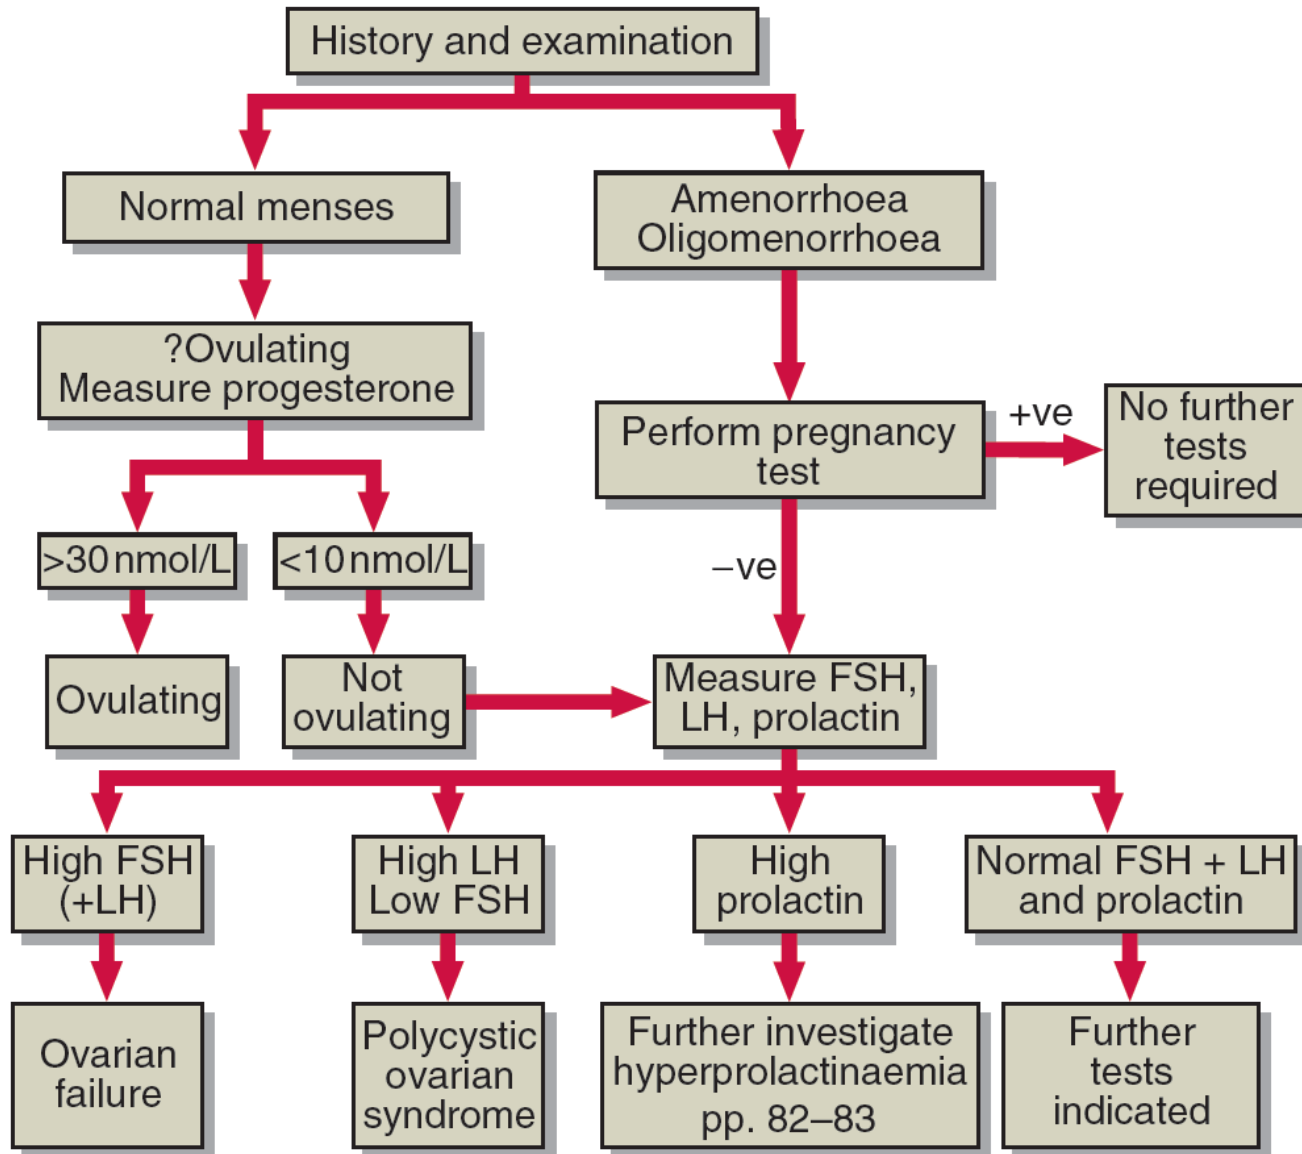 History and examination
Normal menses
Amenorrhoea
Oligomenorrhoea
?Ovulating
Measure progesterone
Perform pregnancy
test
+ve
No further
tests
required
>30 nmol/L
<10 nmol/L
–ve
Ovulating
Not
ovulating
Measure FSH,
LH, prolactin
High FSH
(+LH)
High LH
Low FSH
High
prolactin
Normal FSH + LH
and prolactin
Ovarian
failure
Polycystic
ovarian
syndrome
Further investigate
hyperprolactinaemia
pp. 82–83
Further
tests
indicated